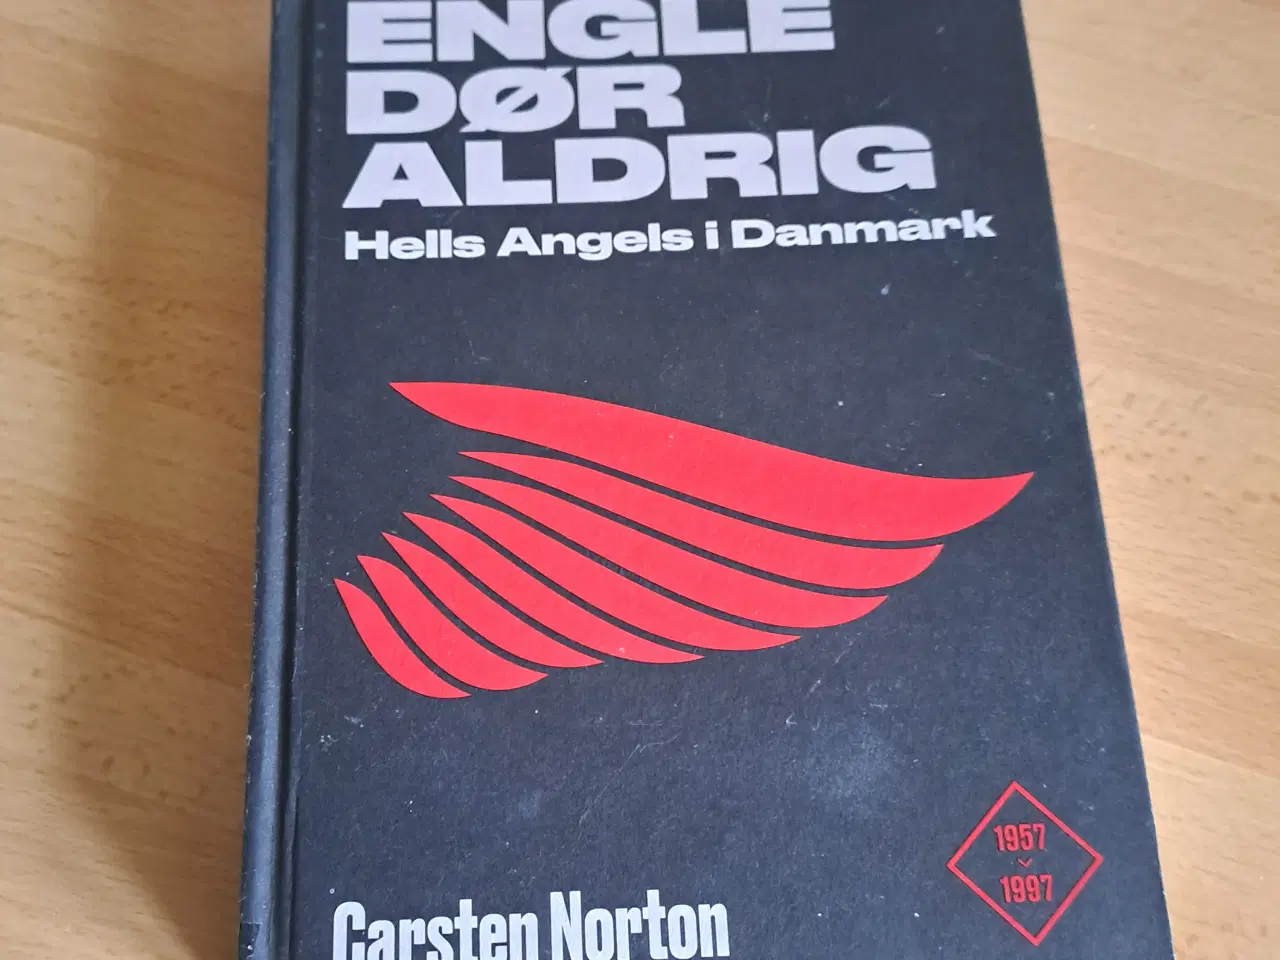 ENGLE
DØR
ALDRIG
Hells Angels i Danmark
1957
1997
Carsten Norton